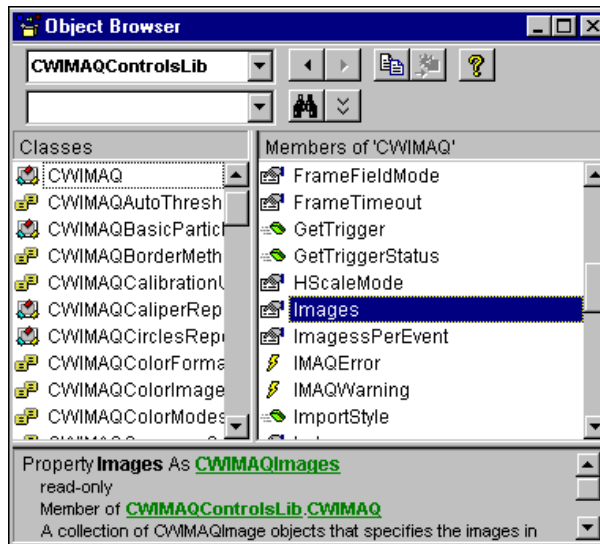 Object Browser
CWIMAQControlsLib
Classes
Members of 'CWIMAQ'
CWIMAQ
CWIMAQAutoThresh
CWIMAQBasicPartic
CWIMAQBorderMeth
CWIMAQCalibration
CWIMAQCaliperRep
CWIMAQCirclesRep
CWIMAQColorForma
CWIMAQColorImage
CWIMAQColorModes
FrameFieldMode
FrameTimeout
GetTrigger
GetTriggerStatus
HScaleMode
Images
ImagessPerEvent
IMAQError
IMAQWarning
ImportStyle
Property Images As CWIMAQImages
read-only
Member of CWIMAQControlsLib.CWIMAQ
A collection of CWIMAQImage objects that specifies the images in